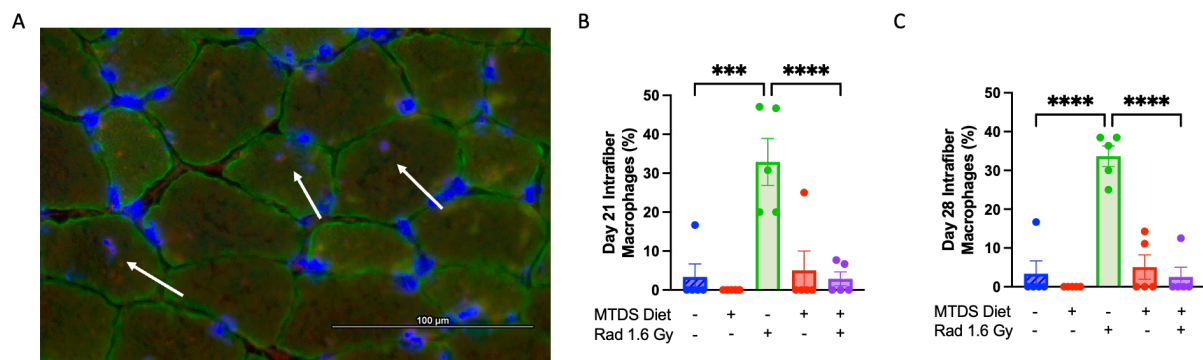 A
100 μm
B
***
****
Day 21 Intrafiber
Macrophages (%)
50
40
30
20
10
0
MTDS Diet - + - + +
Rad 1.6 Gy - - + - +
C
****
****
Day 28 Intrafiber
Macrophages (%)
50
40
30
20
10
0
MTDS Diet - + - + +
Rad 1.6 Gy - - + - +